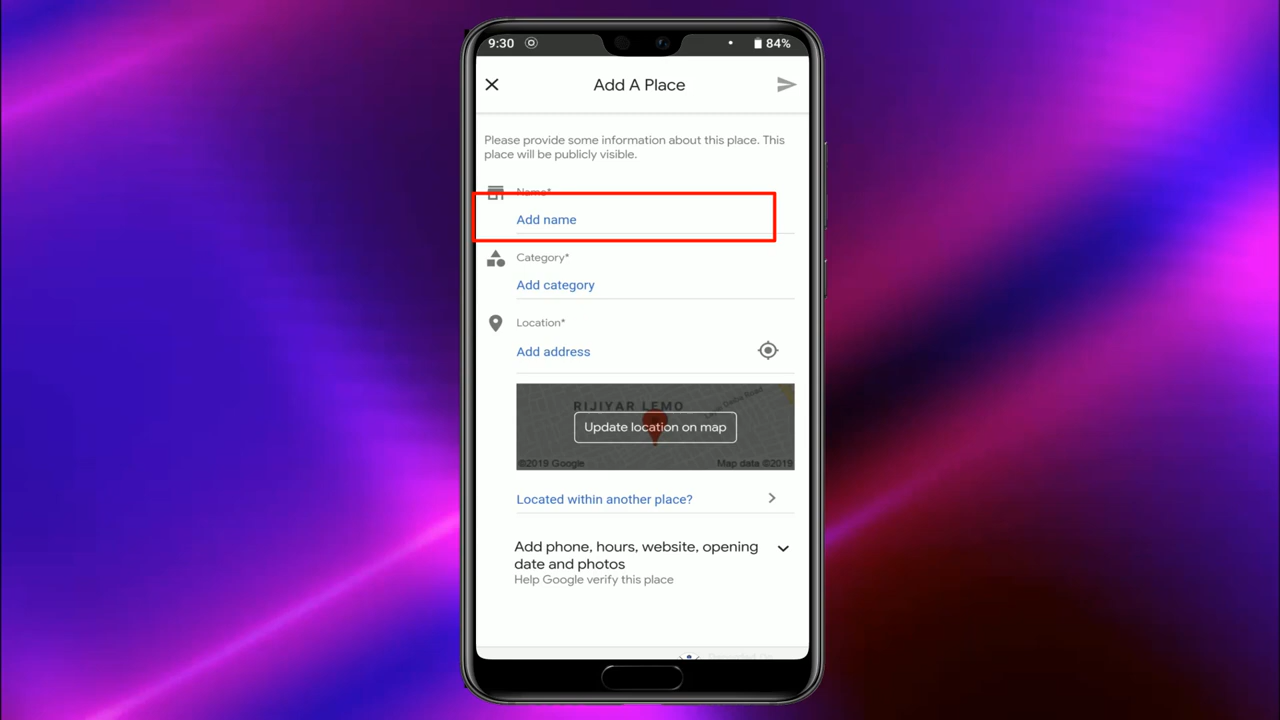 9:30
84%
Add A Place
Please provide some information about this place. This
place will be publicly visible.
Name*
Add name
Category*
Add category
Location*
Add address
RIJIYAR LEMO
Update location on map
©2019 Google
Map data ©2019
Located within another place?
Add phone, hours, website, opening
date and photos
Help Google verify this place